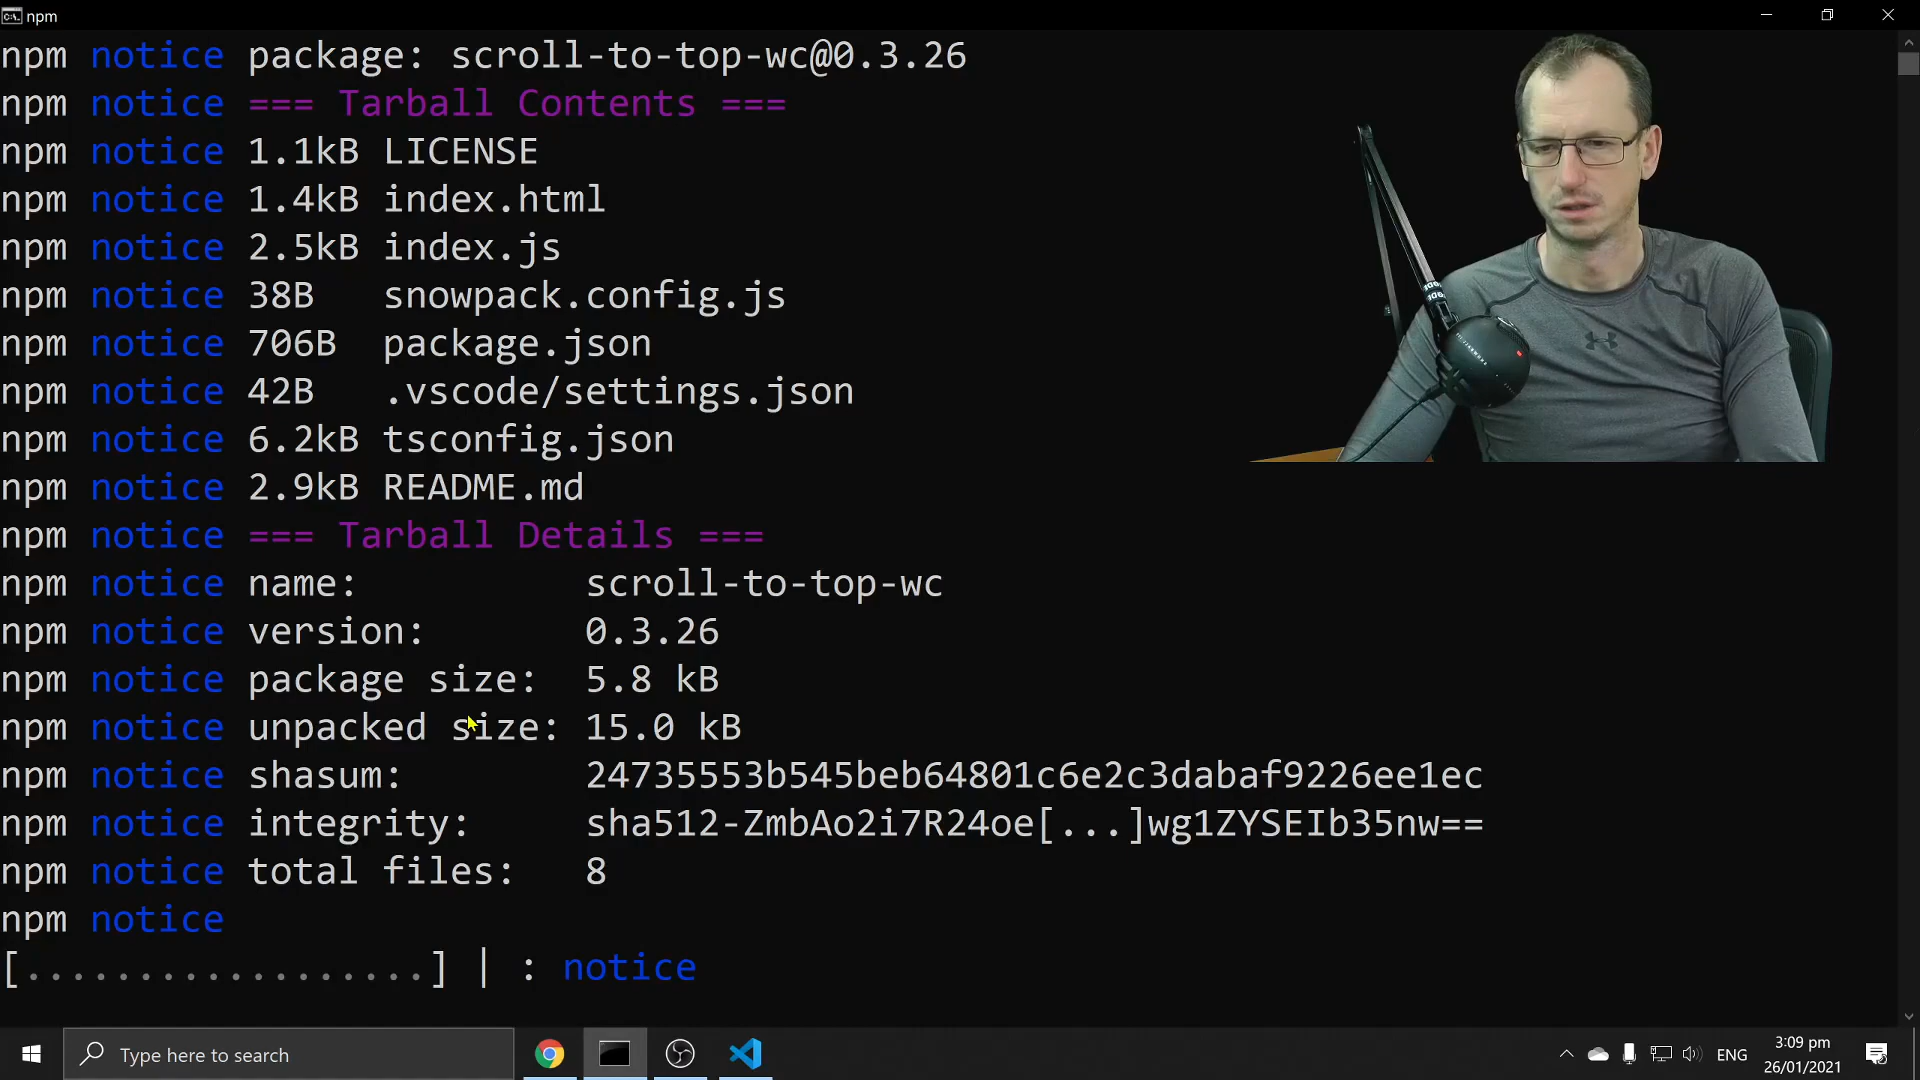 npm
npm notice package: scroll-to-top-wc@0.3.26
npm notice === Tarball Contents ===
npm notice 1.1kB LICENSE
npm notice 1.4kB index.html
npm notice 2.5kB index.js
npm notice 38B snowpack.config.js
npm notice 706B package.json
npm notice 42B .vscode/settings.json
npm notice 6.2kB tsconfig.json
npm notice 2.9kB README.md
npm notice === Tarball Details ===
npm notice name: scroll-to-top-wc
npm notice version: 0.3.26
npm notice package size: 5.8 kB
npm notice unpacked size: 15.0 kB
npm notice shasum: 24735553b545beb64801c6e2c3dabaf9226ee1ec
npm notice integrity: sha512-ZmbAo2i7R24oe[...]wg1ZYSEIb35nw==
npm notice total files: 8
npm notice
[..................] | : notice
Type here to search
ENG
3:09 pm
26/01/2021